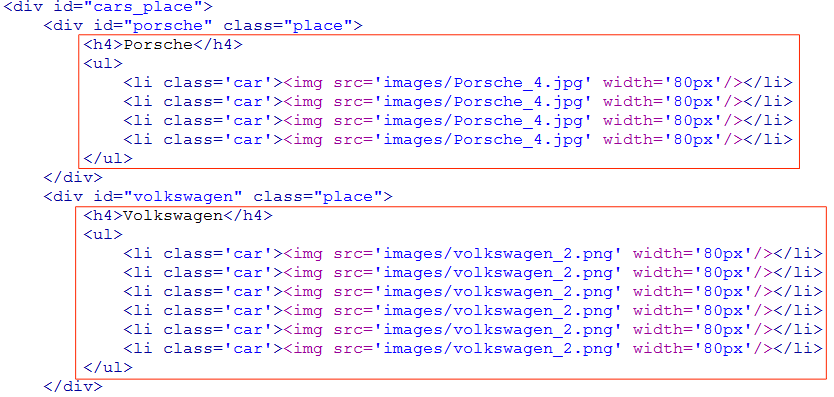 <div id="cars_place">
    <div id="porsche" class="place">
        <h4>Porsche</h4>
        <ul>
            <li class='car'><img src='images/Porsche_4.jpg' width='80px'/></li>
            <li class='car'><img src='images/Porsche_4.jpg' width='80px'/></li>
            <li class='car'><img src='images/Porsche_4.jpg' width='80px'/></li>
            <li class='car'><img src='images/Porsche_4.jpg' width='80px'/></li>
        </ul>
    </div>
    <div id="volkswagen" class="place">
        <h4>Volkswagen</h4>
        <ul>
            <li class='car'><img src='images/volkswagen_2.png' width='80px'/></li>
            <li class='car'><img src='images/volkswagen_2.png' width='80px'/></li>
            <li class='car'><img src='images/volkswagen_2.png' width='80px'/></li>
            <li class='car'><img src='images/volkswagen_2.png' width='80px'/></li>
            <li class='car'><img src='images/volkswagen_2.png' width='80px'/></li>
            <li class='car'><img src='images/volkswagen_2.png' width='80px'/></li>
        </ul>
    </div>